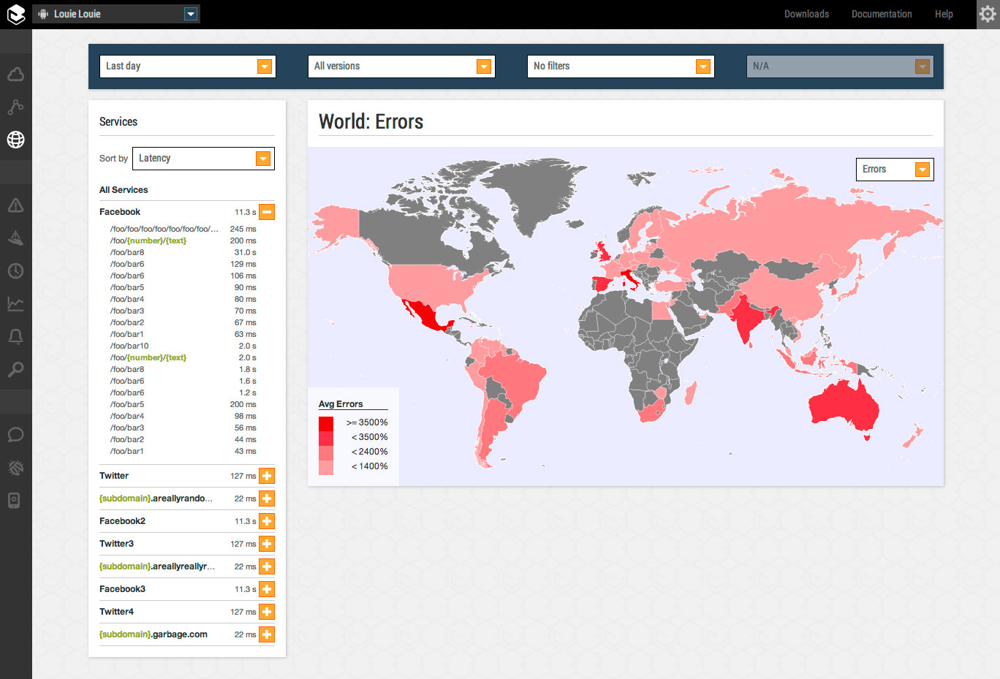 Louie Louie
Downloads Documentation Help
Last day All versions No filters N/A
Services
Sort by Latency
All Services
Facebook 11.3 s
/foo/foo/foo/foo/foo/foo/foo/... 245 ms
/foo/{number}/{text} 200 ms
/foo/bar8 31.0 s
/foo/bar6 129 ms
/foo/bar6 106 ms
/foo/bar5 90 ms
/foo/bar4 80 ms
/foo/bar3 70 ms
/foo/bar2 67 ms
/foo/bar1 63 ms
/foo/bar10 2.0 s
/foo/{number}/{text} 2.0 s
/foo/bar8 1.8 s
/foo/bar6 1.6 s
/foo/bar6 1.2 s
/foo/bar5 200 ms
/foo/bar4 98 ms
/foo/bar3 56 ms
/foo/bar2 44 ms
/foo/bar1 43 ms
Twitter 127 ms
{subdomain}.areallyrando... 22 ms
Facebook2 11.3 s
Twitter3 127 ms
{subdomain}.areallyreallyr... 22 ms
Facebook3 11.3 s
Twitter4 127 ms
{subdomain}.garbage.com 22 ms
World: Errors
Errors
Avg Errors
>= 3500%
< 3500%
< 2400%
< 1400%